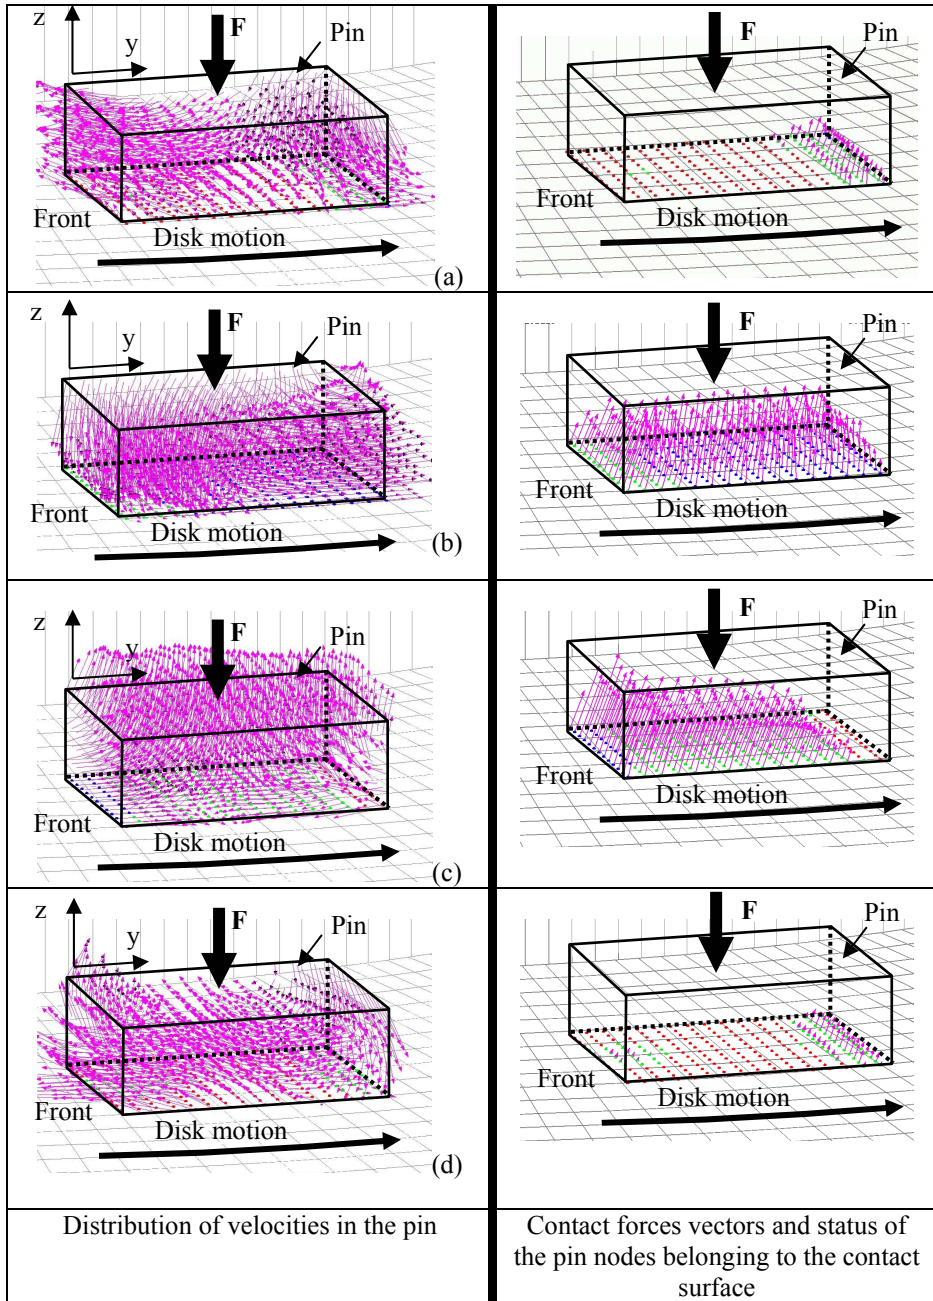 z
y
F
Pin
Front
Disk motion
(a)
F
Pin
Front
Disk motion
z
y
F
Pin
Front
Disk motion
(b)
F
Pin
Front
Disk motion
z
y
F
Pin
Front
Disk motion
(c)
F
Pin
Front
Disk motion
z
y
F
Pin
Front
Disk motion
(d)
F
Pin
Front
Disk motion
Distribution of velocities in the pin
Contact forces vectors and status of
the pin nodes belonging to the contact
surface